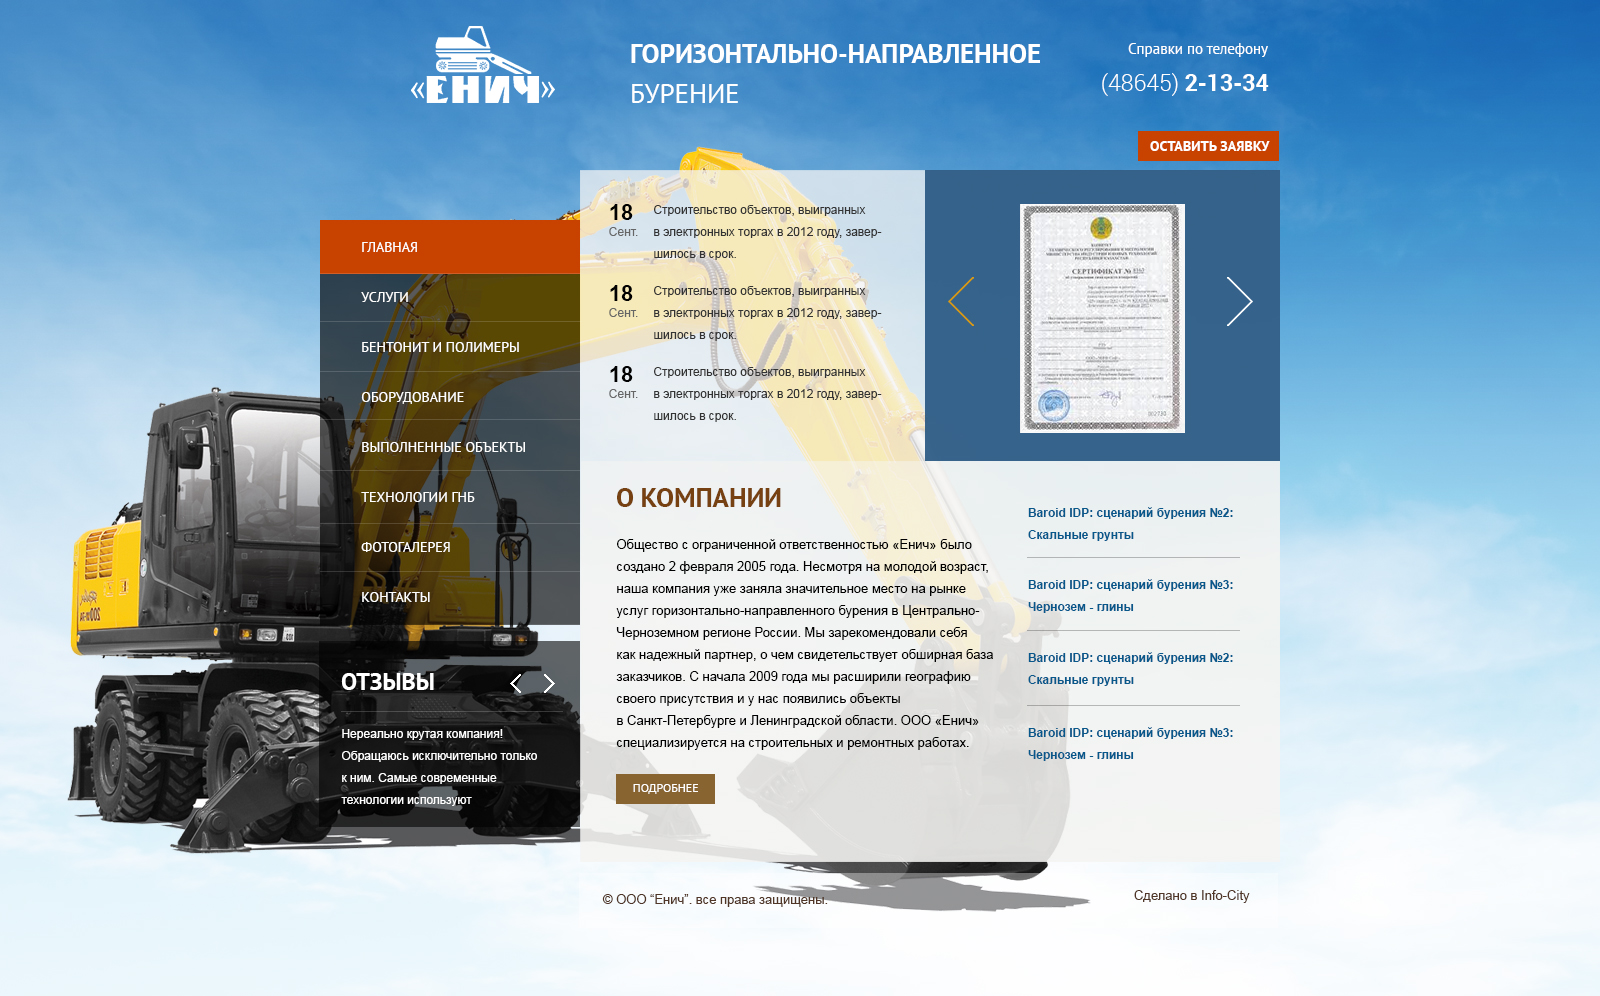 «ЕНИЧ»
ГОРИЗОНТАЛЬНО-НАПРАВЛЕННОЕ
БУРЕНИЕ
Справки по телефону
(48645) 2-13-34
ОСТАВИТЬ ЗАЯВКУ
ГЛАВНАЯ
УСЛУГИ
БЕНТОНИТ И ПОЛИМЕРЫ
ОБОРУДОВАНИЕ
ВЫПОЛНЕННЫЕ ОБЪЕКТЫ
ТЕХНОЛОГИИ ГНБ
ФОТОГАЛЕРЕЯ
КОНТАКТЫ
ОТЗЫВЫ
Нереально крутая компания!
Обращаюсь исключительно только
к ним. Самые современные
технологии используют
18
Сент.
Строительство объектов, выигранных
в электронных торгах в 2012 году, завер-
шилось в срок.
18
Сент.
Строительство объектов, выигранных
в электронных торгах в 2012 году, завер-
шилось в срок.
18
Сент.
Строительство объектов, выигранных
в электронных торгах в 2012 году, завер-
шилось в срок.
СЕРТИФИКАТ №
О КОМПАНИИ
Общество с ограниченной ответственностью «Енич» было
создано 2 февраля 2005 года. Несмотря на молодой возраст,
наша компания уже заняла значительное место на рынке
услуг горизонтально-направленного бурения в Центрально-
Черноземном регионе России. Мы зарекомендовали себя
как надежный партнер, о чем свидетельствует обширная база
заказчиков. С начала 2009 года мы расширили географию
своего присутствия и у нас появились объекты
в Санкт-Петербурге и Ленинградской области. ООО «Енич»
специализируется на строительных и ремонтных работах.
ПОДРОБНЕЕ
Baroid IDP: сценарий бурения №2:
Скальные грунты
Baroid IDP: сценарий бурения №3:
Чернозем - глины
Baroid IDP: сценарий бурения №2:
Скальные грунты
Baroid IDP: сценарий бурения №3:
Чернозем - глины
© ООО “Енич”. все права защищены.
Сделано в Info-City